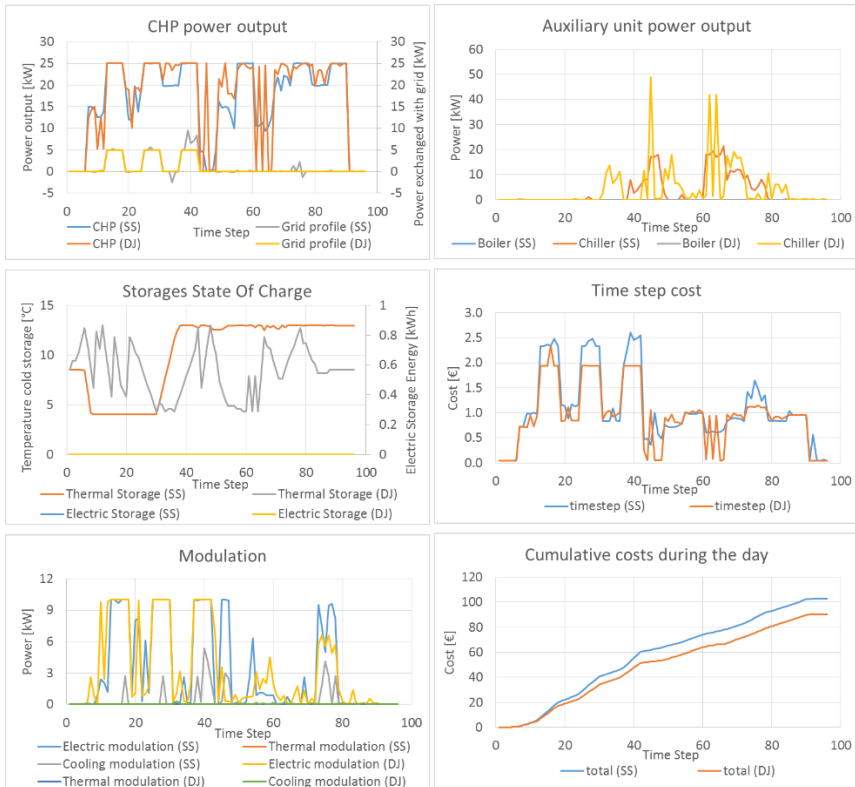 CHP power output
Power output [kW]
30
25
20
15
10
5
0
5
30
25
20
15
10
5
0
5
Power exchanged with grid [kW]
0 20 40 60 80 100
Time Step
CHP (SS) Grid profile (SS)
CHP (DJ) Grid profile (DJ)
Auxiliary unit power output
Power [kW]
60
50
40
30
20
10
0
0 20 40 60 80 100
Time Step
Boiler (SS) Chiller (SS) Boiler (DJ) Chiller (DJ)
Storages State Of Charge
Temperature cold storage [°C]
15
10
5
0
1
0.8
0.6
0.4
0.2
0
Electric Storage Energy [kWh]
0 20 40 60 80 100
Time Step
Thermal Storage (SS) Thermal Storage (DJ)
Electric Storage (SS) Electric Storage (DJ)
Time step cost
Cost [€]
3.0
2.5
2.0
1.5
1.0
0.5
0.0
0 20 40 60 80 100
Time Step
timestep (SS) timestep (DJ)
Modulation
Power [kW]
12
9
6
3
0
0 20 40 60 80 100
Time Step
Electric modulation (SS) Thermal modulation (SS)
Cooling modulation (SS) Electric modulation (DJ)
Thermal modulation (DJ) Cooling modulation (DJ)
Cumulative costs during the day
Cost [€]
120
100
80
60
40
20
0
0 20 40 60 80 100
Time Step
total (SS) total (DJ)